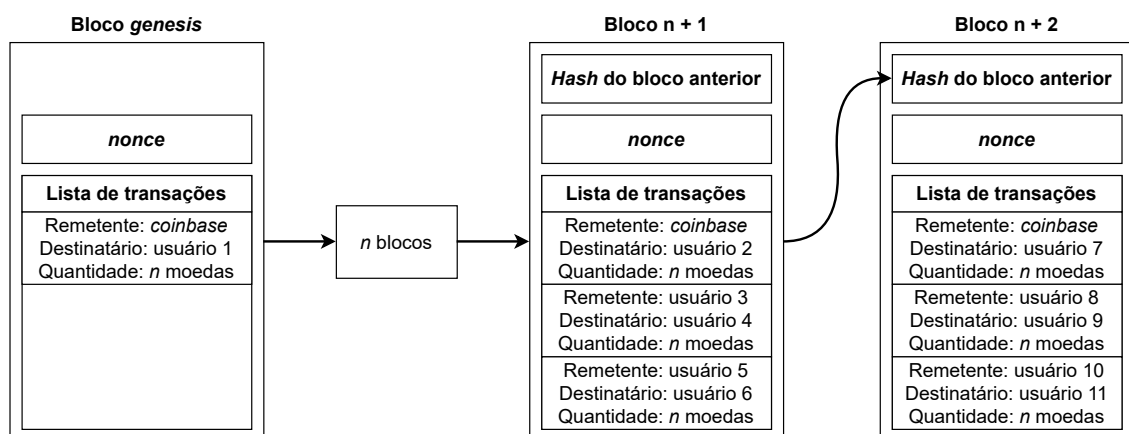 Bloco genesis
nonce
Lista de transações
Remetente: coinbase
Destinatário: usuário 1
Quantidade: n moedas
n blocos
Bloco n + 1
Hash do bloco anterior
nonce
Lista de transações
Remetente: coinbase
Destinatário: usuário 2
Quantidade: n moedas
Remetente: usuário 3
Destinatário: usuário 4
Quantidade: n moedas
Remetente: usuário 5
Destinatário: usuário 6
Quantidade: n moedas
Bloco n + 2
Hash do bloco anterior
nonce
Lista de transações
Remetente: coinbase
Destinatário: usuário 7
Quantidade: n moedas
Remetente: usuário 8
Destinatário: usuário 9
Quantidade: n moedas
Remetente: usuário 10
Destinatário: usuário 11
Quantidade: n moedas